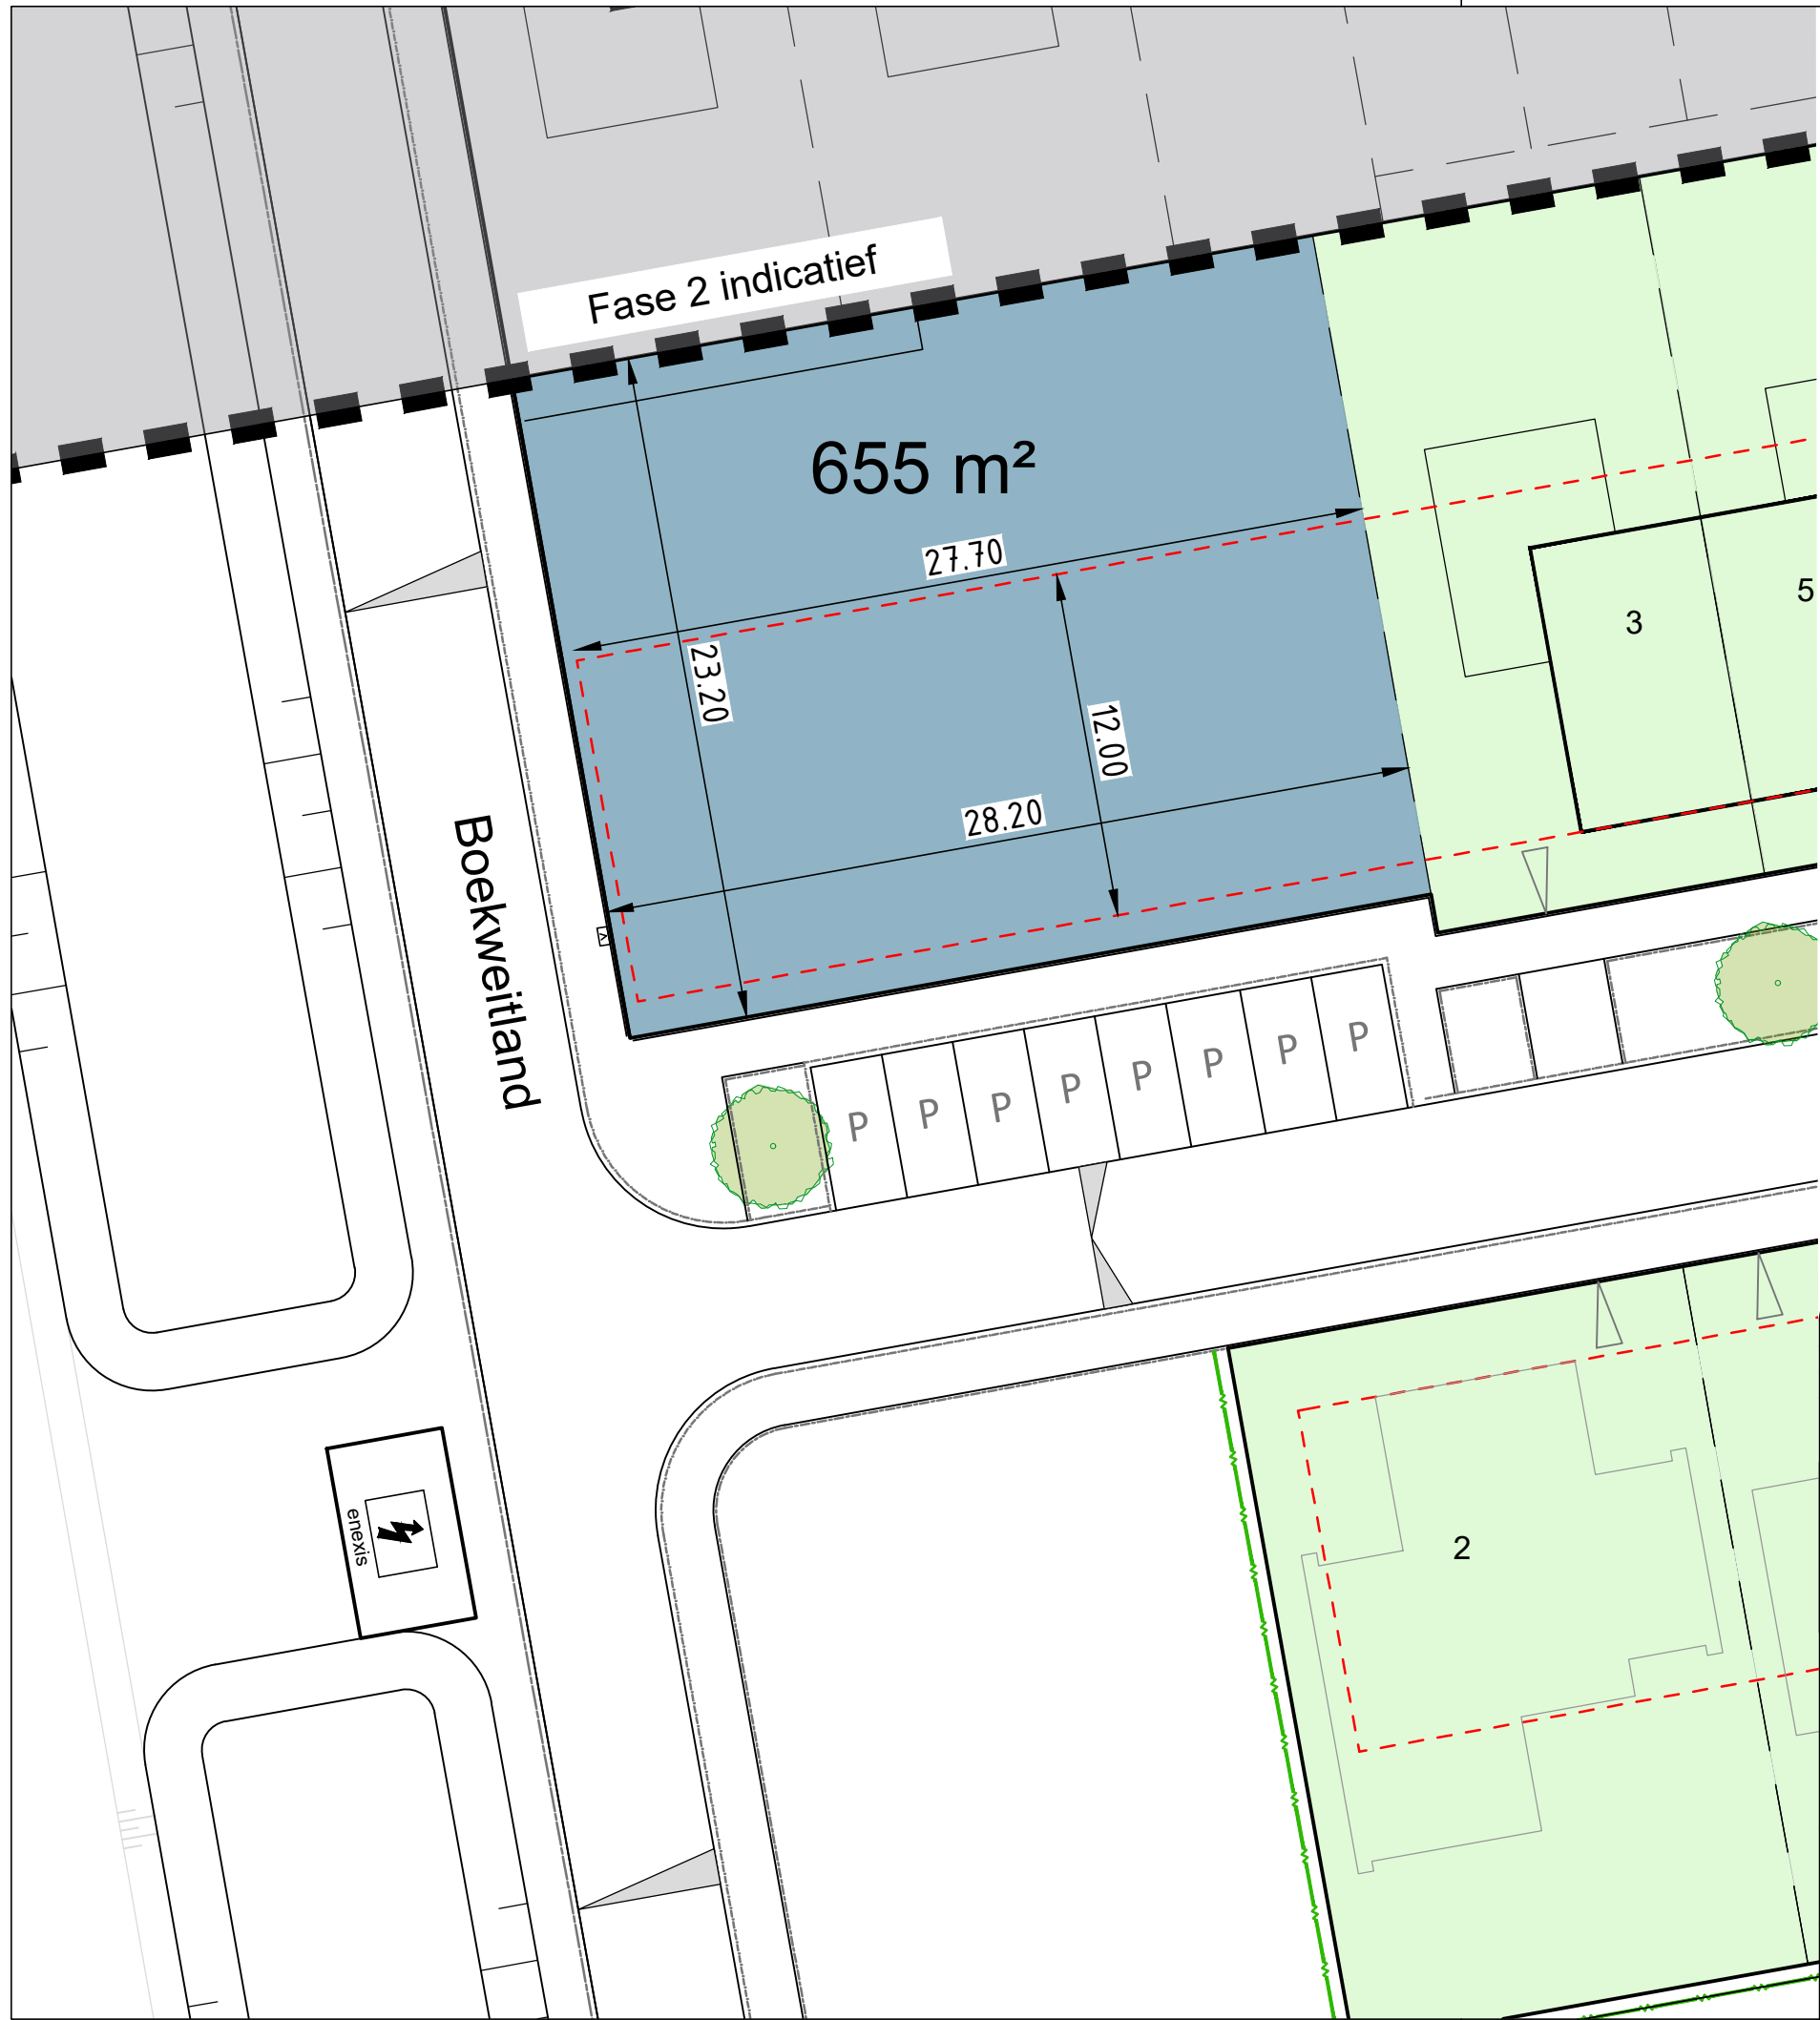 Fase 2 indicatief
655 m²
27.70
23.20
12.00
28.20
3
5
Boekweitland
P
P
P
P
P
P
P
P
2
enexis